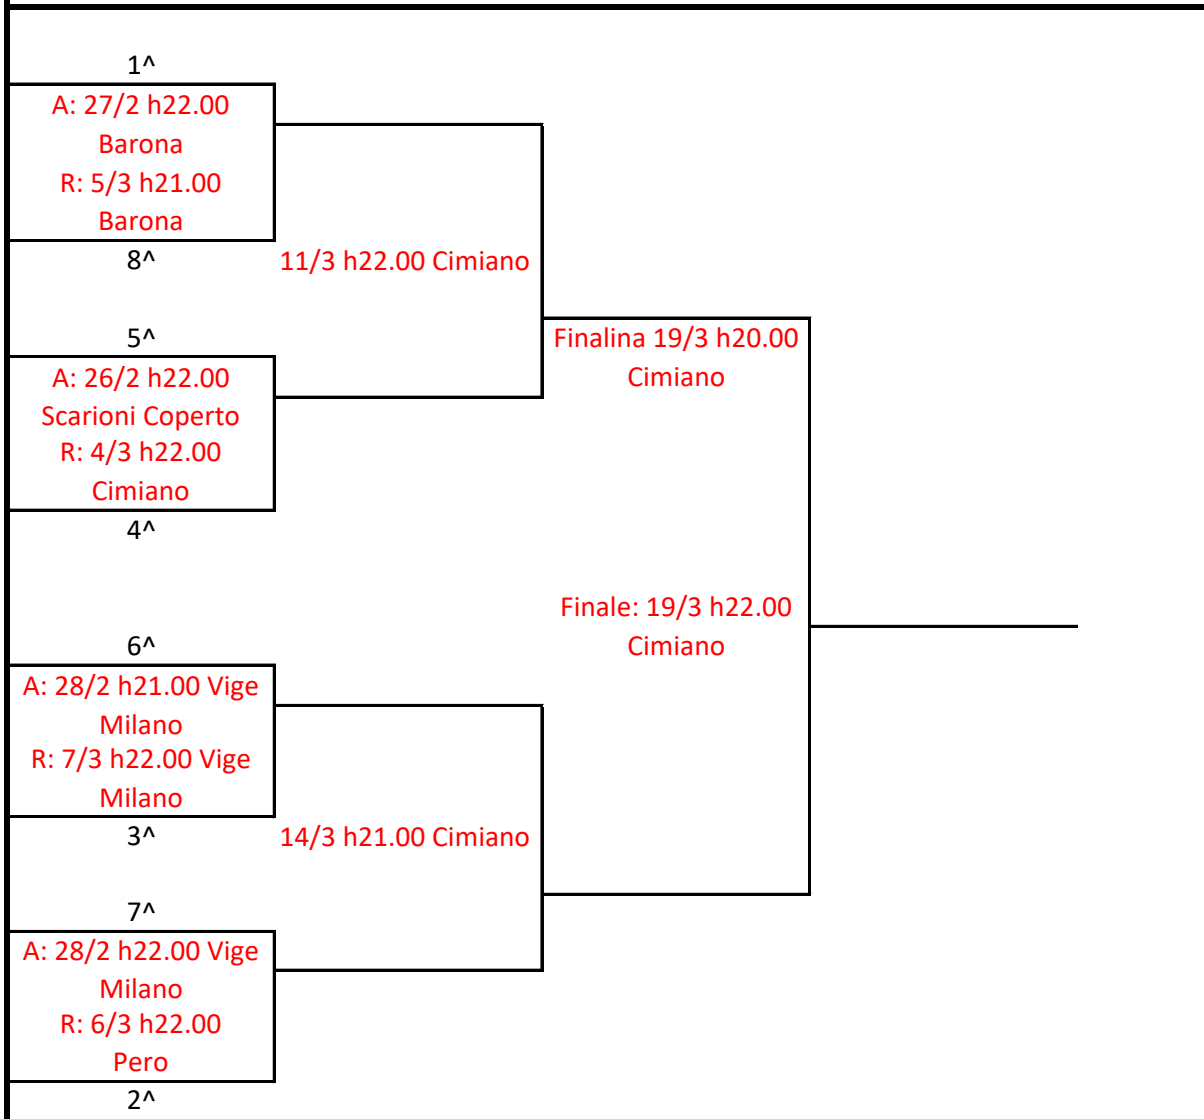 1^
A: 27/2 h22.00
Barona
R: 5/3 h21.00
Barona
8^
11/3 h22.00 Cimiano
5^
A: 26/2 h22.00
Scarioni Coperto
R: 4/3 h22.00
Cimiano
4^
Finalina 19/3 h20.00
Cimiano
Finale: 19/3 h22.00
Cimiano
6^
A: 28/2 h21.00 Vige
Milano
R: 7/3 h22.00 Vige
Milano
3^
14/3 h21.00 Cimiano
7^
A: 28/2 h22.00 Vige
Milano
R: 6/3 h22.00
Pero
2^